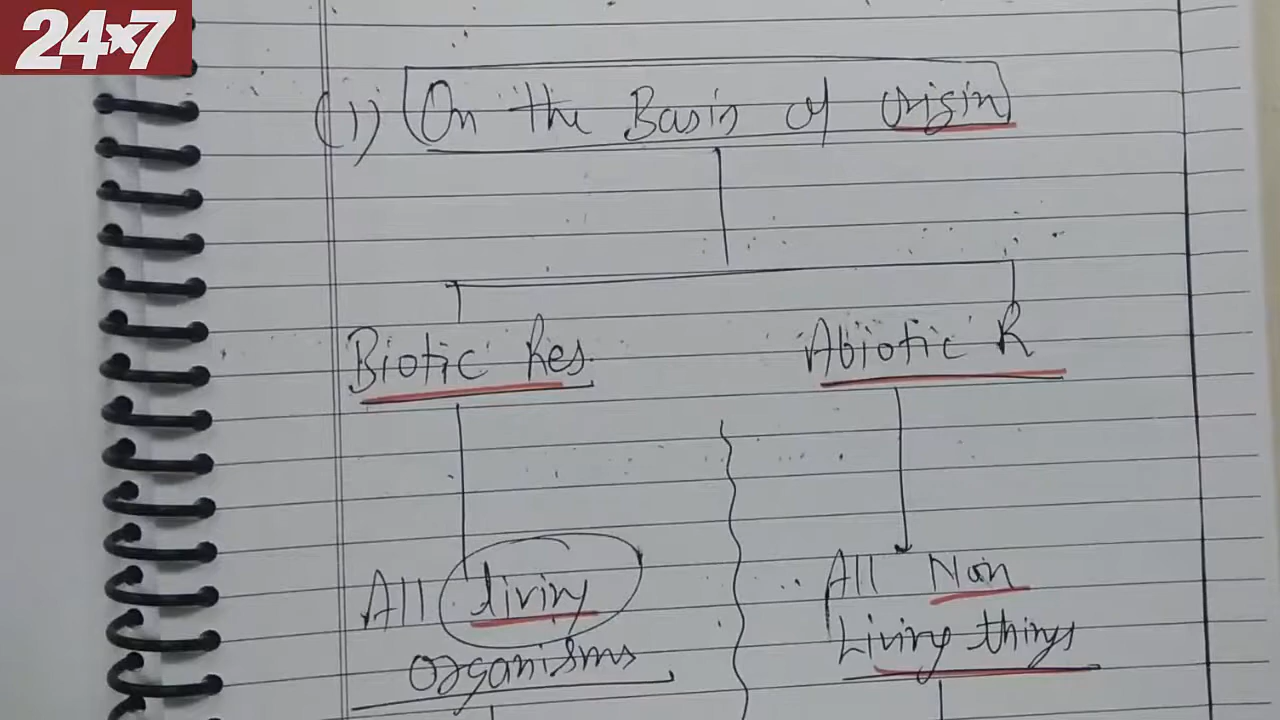 24x7
(1) On the Basis of origin
Biotic Res.
Abiotic R
All living
organisms
All Non
Living things